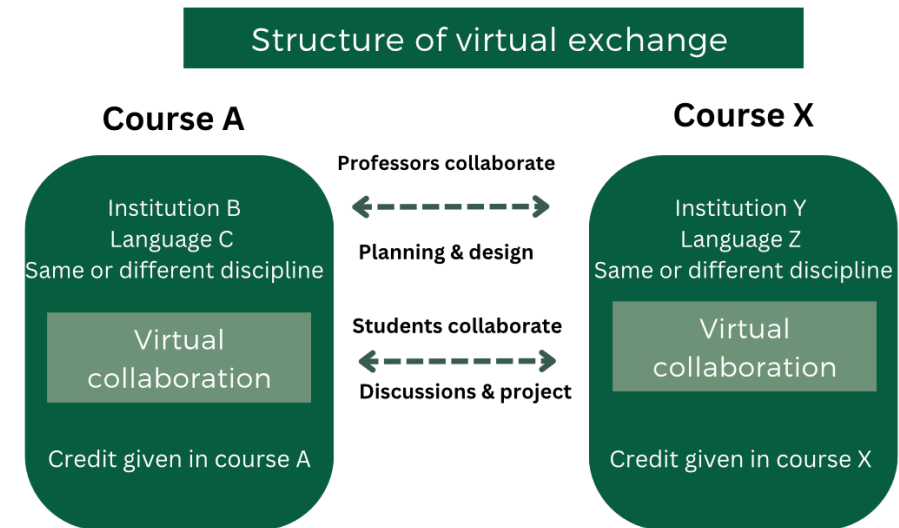 Structure of virtual exchange
Course A
Institution B
Language C
Same or different discipline
Virtual
collaboration
Credit given in course A
Professors collaborate
Planning & design
Students collaborate
Discussions & project
Course X
Institution Y
Language Z
Same or different discipline
Virtual
collaboration
Credit given in course X